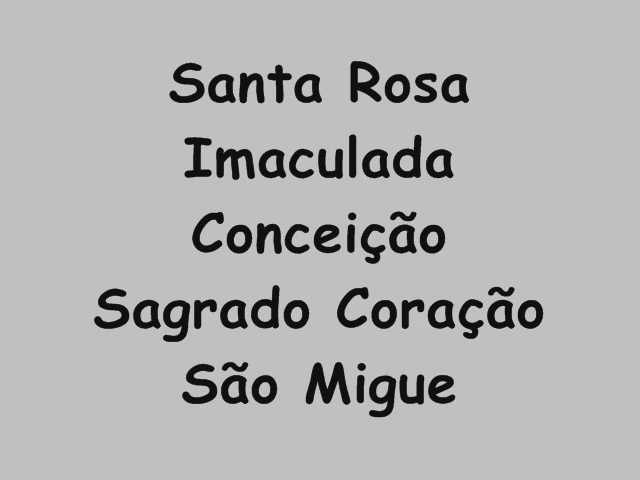 Santa Rosa
Imaculada
Conceição
Sagrado Coração
São Migue